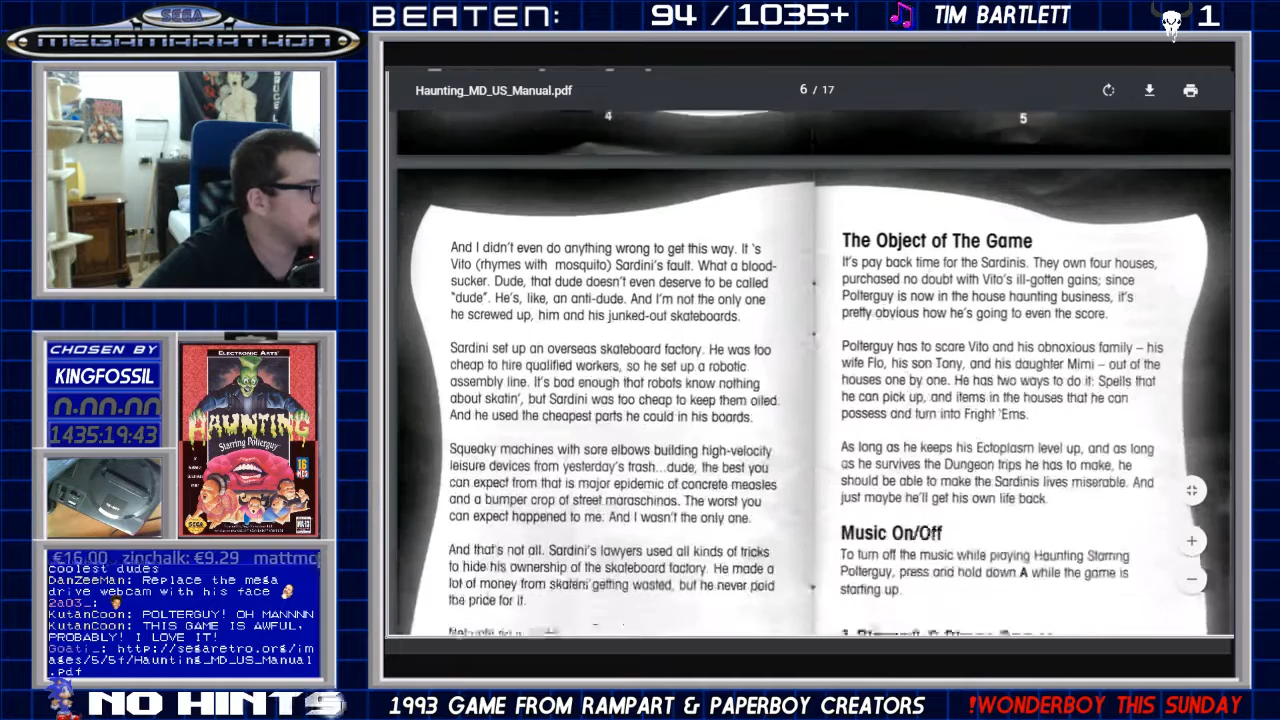 SEGA
MEGAMARATHON
BEATEN:
94 / 1035+
TIM BARTLETT
1
Haunting_MD_US_Manual.pdf
6 / 17
4
5
And I didn't even do anything wrong to get this way. It 's
Vito (rhymes with mosquito) Sardini's fault. What a blood-
sucker. Dude, that dude doesn't even deserve to be called
"dude". He's, like, an anti-dude. And I'm not the only one
he screwed up, him and his junked-out skateboards.
Sardini set up an overseas skateboard factory. He was too
cheap to hire qualified workers, so he set up a robotic
assembly line. It's bad enough that robots know nothing
about skatin', but Sardini was too cheap to keep them oiled.
And he used the cheapest parts he could in his boards.
Squeaky machines with sore elbows building high-velocity
leisure devices from yesterday's trash...dude, the best you
can expect from that is major epidemic of concrete measles
and a bumper crop of street maraschinos. The worst you
can expect happened to me. And I wasn't the only one.
And that's not all. Sardini's lawyers used all kinds of tricks
to hide his ownership of the skateboard factory. He made a
lot of money from skaters' getting wasted, but he never paid
the price for it.
The Object of The Game
It's pay back time for the Sardinis. They own four houses,
purchased no doubt with Vito's ill-gotten gains; since
Polterguy is now in the house haunting business, it's
pretty obvious how he's going to even the score.
Polterguy has to scare Vito and his obnoxious family – his
wife Flo, his son Tony, and his daughter Mimi – out of the
houses one by one. He has two ways to do it: Spells that
he can pick up, and items in the houses that he can
possess and turn into Fright 'Ems.
As long as he keeps his Ectoplasm level up, and as long
as he survives the Dungeon trips he has to make, he
should be able to make the Sardinis lives miserable. And
just maybe he'll get his own life back.
Music On/Off
To turn off the music while playing Haunting Starring
Polterguy, press and hold down A while the game is
starting up.
CHOSEN BY
KINGFOSSIL
0:00:00
1435:19:43
ELECTRONIC ARTS
HAUNTING
Starring Polterguy
16
SEGA
€16.00 zinchalk: €9.29 mattmcj
coolest dudes
DanZeeMan: Replace the mega
drive webcam with his face
2a03_:
KutanCoon: POLTERGUY! OH MANNNN
KutanCoon: THIS GAME IS AWFUL,
PROBABLY! I LOVE IT!
Goati_: http://segaretro.org/im
ages/5/5f/Haunting_MD_US_Manual
.pdf
NO HINTS
1993 GAME FROM RAMPART & PAPERBOY CREATORS
!WONDERBOY THIS SUNDAY